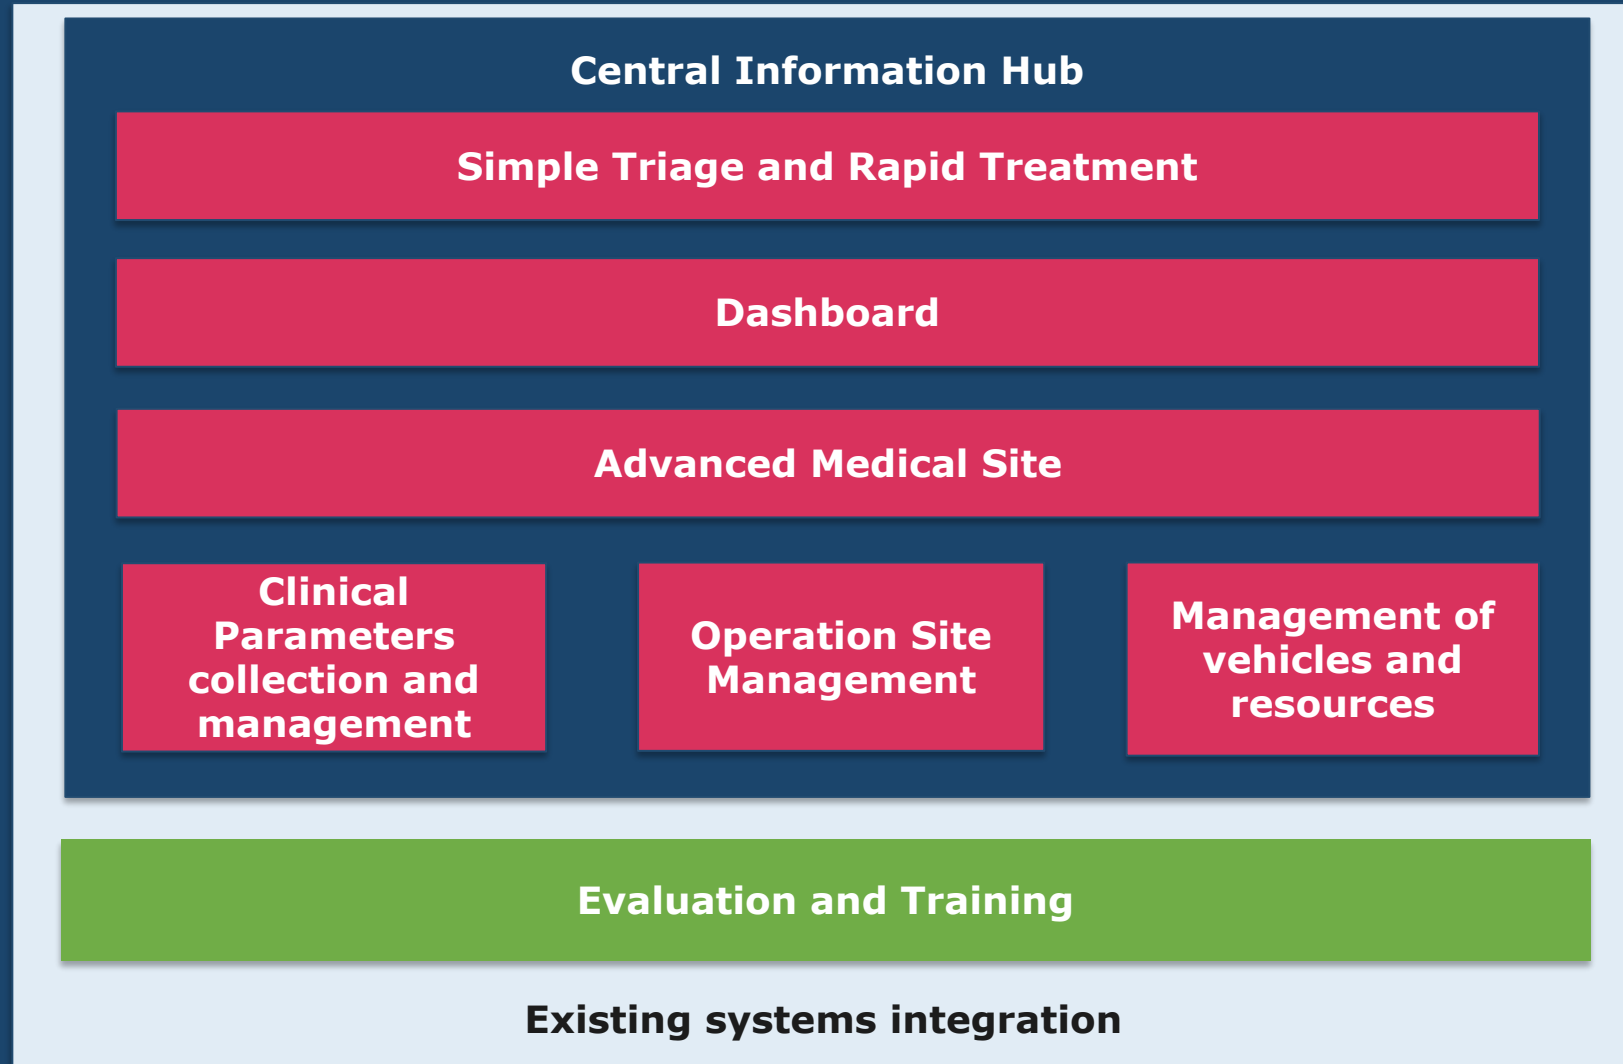 Central Information Hub
Simple Triage and Rapid Treatment
Dashboard
Advanced Medical Site
Clinical
Parameters
collection and
management
Operation Site
Management
Management of
vehicles and
resources
Evaluation and Training
Existing systems integration